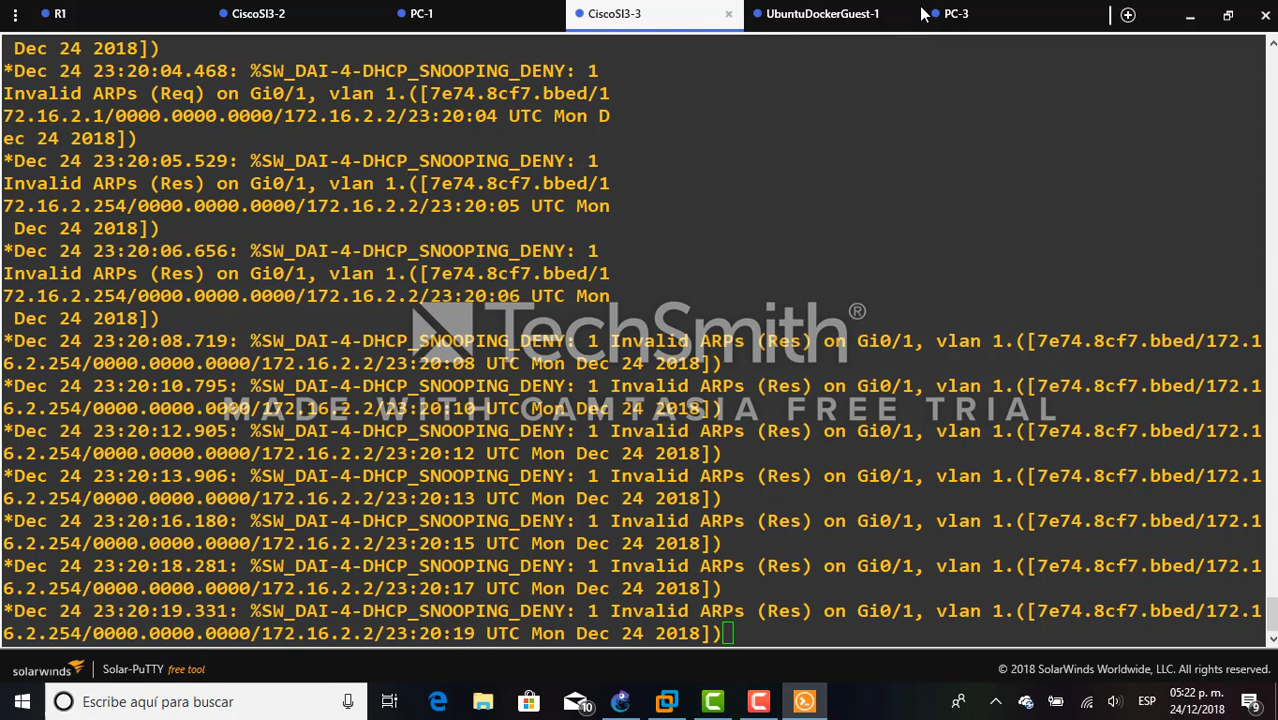 R1 CiscoSI3-2 PC-1 CiscoSI3-3 × UbuntuDockerGuest-1 PC-3
Dec 24 2018])
*Dec 24 23:20:04.468: %SW_DAI-4-DHCP_SNOOPING_DENY: 1
Invalid ARPs (Req) on Gi0/1, vlan 1.([7e74.8cf7.bbed/1
72.16.2.1/0000.0000.0000/172.16.2.2/23:20:04 UTC Mon D
ec 24 2018])
*Dec 24 23:20:05.529: %SW_DAI-4-DHCP_SNOOPING_DENY: 1
Invalid ARPs (Res) on Gi0/1, vlan 1.([7e74.8cf7.bbed/1
72.16.2.254/0000.0000.0000/172.16.2.2/23:20:05 UTC Mon
Dec 24 2018])
*Dec 24 23:20:06.656: %SW_DAI-4-DHCP_SNOOPING_DENY: 1
Invalid ARPs (Res) on Gi0/1, vlan 1.([7e74.8cf7.bbed/1
72.16.2.254/0000.0000.0000/172.16.2.2/23:20:06 UTC Mon
Dec 24 2018])
*Dec 24 23:20:08.719: %SW_DAI-4-DHCP_SNOOPING_DENY: 1 Invalid ARPs (Res) on Gi0/1, vlan 1.([7e74.8cf7.bbed/172.1
6.2.254/0000.0000.0000/172.16.2.2/23:20:08 UTC Mon Dec 24 2018])
*Dec 24 23:20:10.795: %SW_DAI-4-DHCP_SNOOPING_DENY: 1 Invalid ARPs (Res) on Gi0/1, vlan 1.([7e74.8cf7.bbed/172.1
6.2.254/0000.0000.0000/172.16.2.2/23:20:10 UTC Mon Dec 24 2018])
*Dec 24 23:20:12.905: %SW_DAI-4-DHCP_SNOOPING_DENY: 1 Invalid ARPs (Res) on Gi0/1, vlan 1.([7e74.8cf7.bbed/172.1
6.2.254/0000.0000.0000/172.16.2.2/23:20:12 UTC Mon Dec 24 2018])
*Dec 24 23:20:13.906: %SW_DAI-4-DHCP_SNOOPING_DENY: 1 Invalid ARPs (Res) on Gi0/1, vlan 1.([7e74.8cf7.bbed/172.1
6.2.254/0000.0000.0000/172.16.2.2/23:20:13 UTC Mon Dec 24 2018])
*Dec 24 23:20:16.180: %SW_DAI-4-DHCP_SNOOPING_DENY: 1 Invalid ARPs (Res) on Gi0/1, vlan 1.([7e74.8cf7.bbed/172.1
6.2.254/0000.0000.0000/172.16.2.2/23:20:15 UTC Mon Dec 24 2018])
*Dec 24 23:20:18.281: %SW_DAI-4-DHCP_SNOOPING_DENY: 1 Invalid ARPs (Res) on Gi0/1, vlan 1.([7e74.8cf7.bbed/172.1
6.2.254/0000.0000.0000/172.16.2.2/23:20:17 UTC Mon Dec 24 2018])
*Dec 24 23:20:19.331: %SW_DAI-4-DHCP_SNOOPING_DENY: 1 Invalid ARPs (Res) on Gi0/1, vlan 1.([7e74.8cf7.bbed/172.1
6.2.254/0000.0000.0000/172.16.2.2/23:20:19 UTC Mon Dec 24 2018])
TechSmith®
MADE WITH CAMTASIA FREE TRIAL
solarwinds Solar-PuTTY free tool © 2018 SolarWinds Worldwide, LLC. All rights reserved.
Escribe aquí para buscar 10 ESP 05:22 p. m.
24/12/2018 9